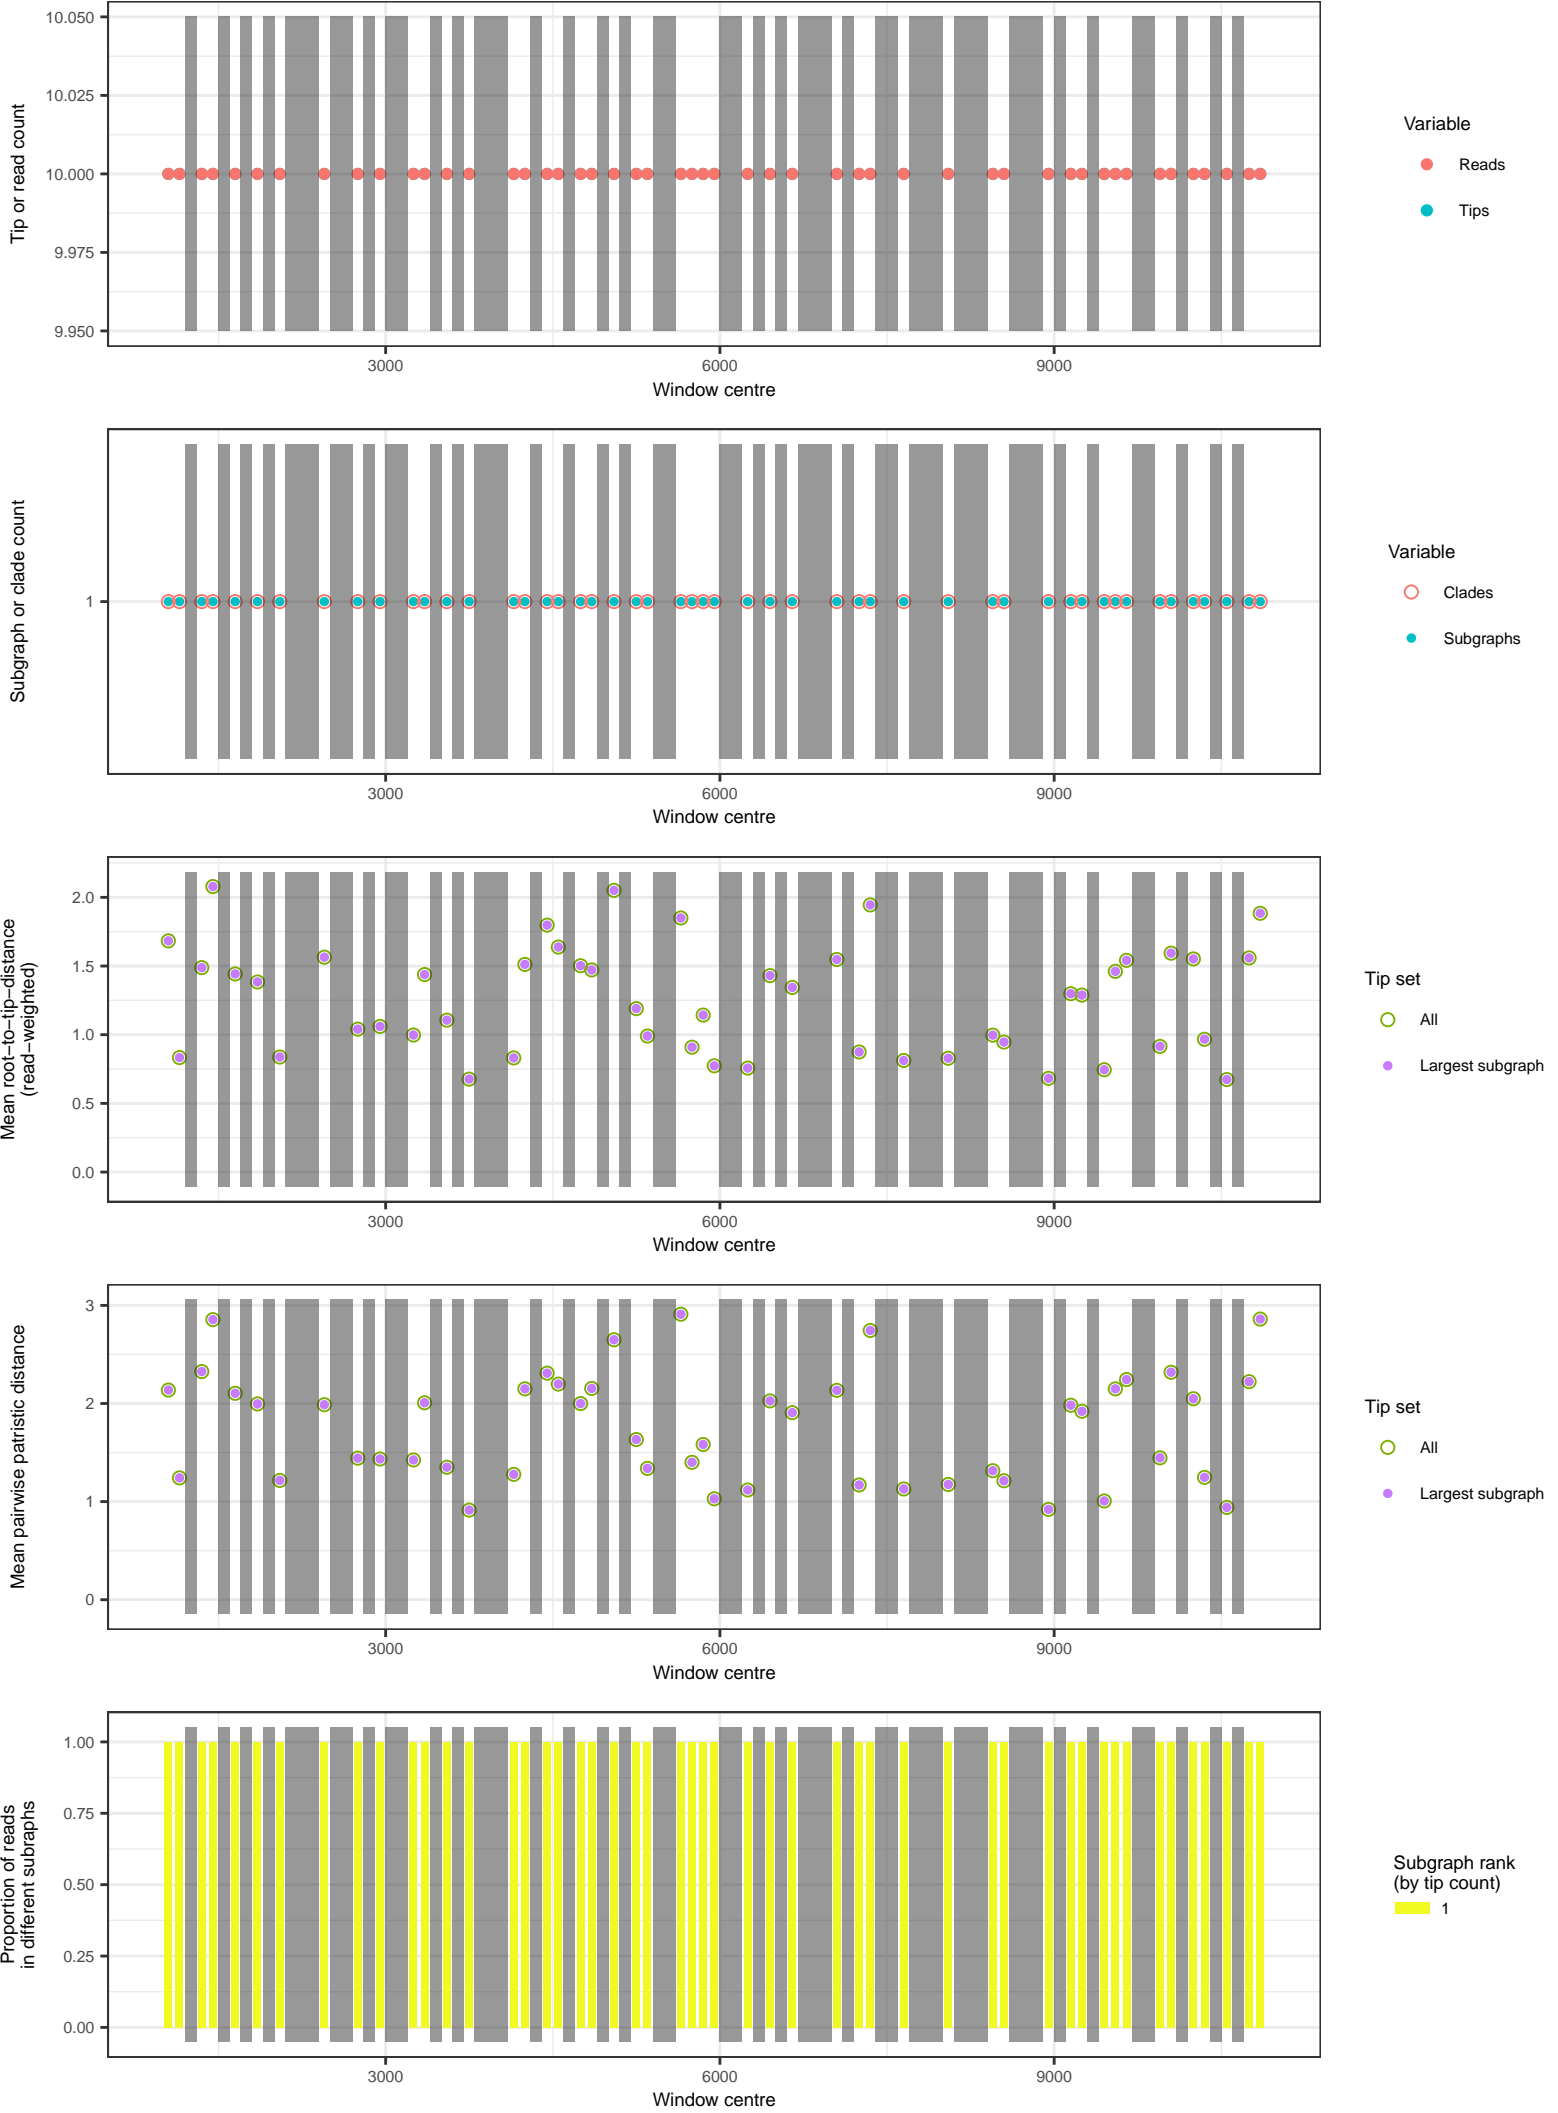 10.050
10.025
10.000
9.975
9.950
Tip or read count
3000
6000
9000
Window centre
Variable
Reads
Tips
1
Subgraph or clade count
3000
6000
9000
Window centre
Variable
Clades
Subgraphs
2.0
1.5
1.0
0.5
0.0
Mean root−to−tip−distance
(read−weighted)
3000
6000
9000
Window centre
Tip set
All
Largest subgraph
3
2
1
0
Mean pairwise patristic distance
3000
6000
9000
Window centre
Tip set
All
Largest subgraph
1.00
0.75
0.50
0.25
0.00
Proportion of reads
in different subraphs
3000
6000
9000
Window centre
Subgraph rank
(by tip count)
1